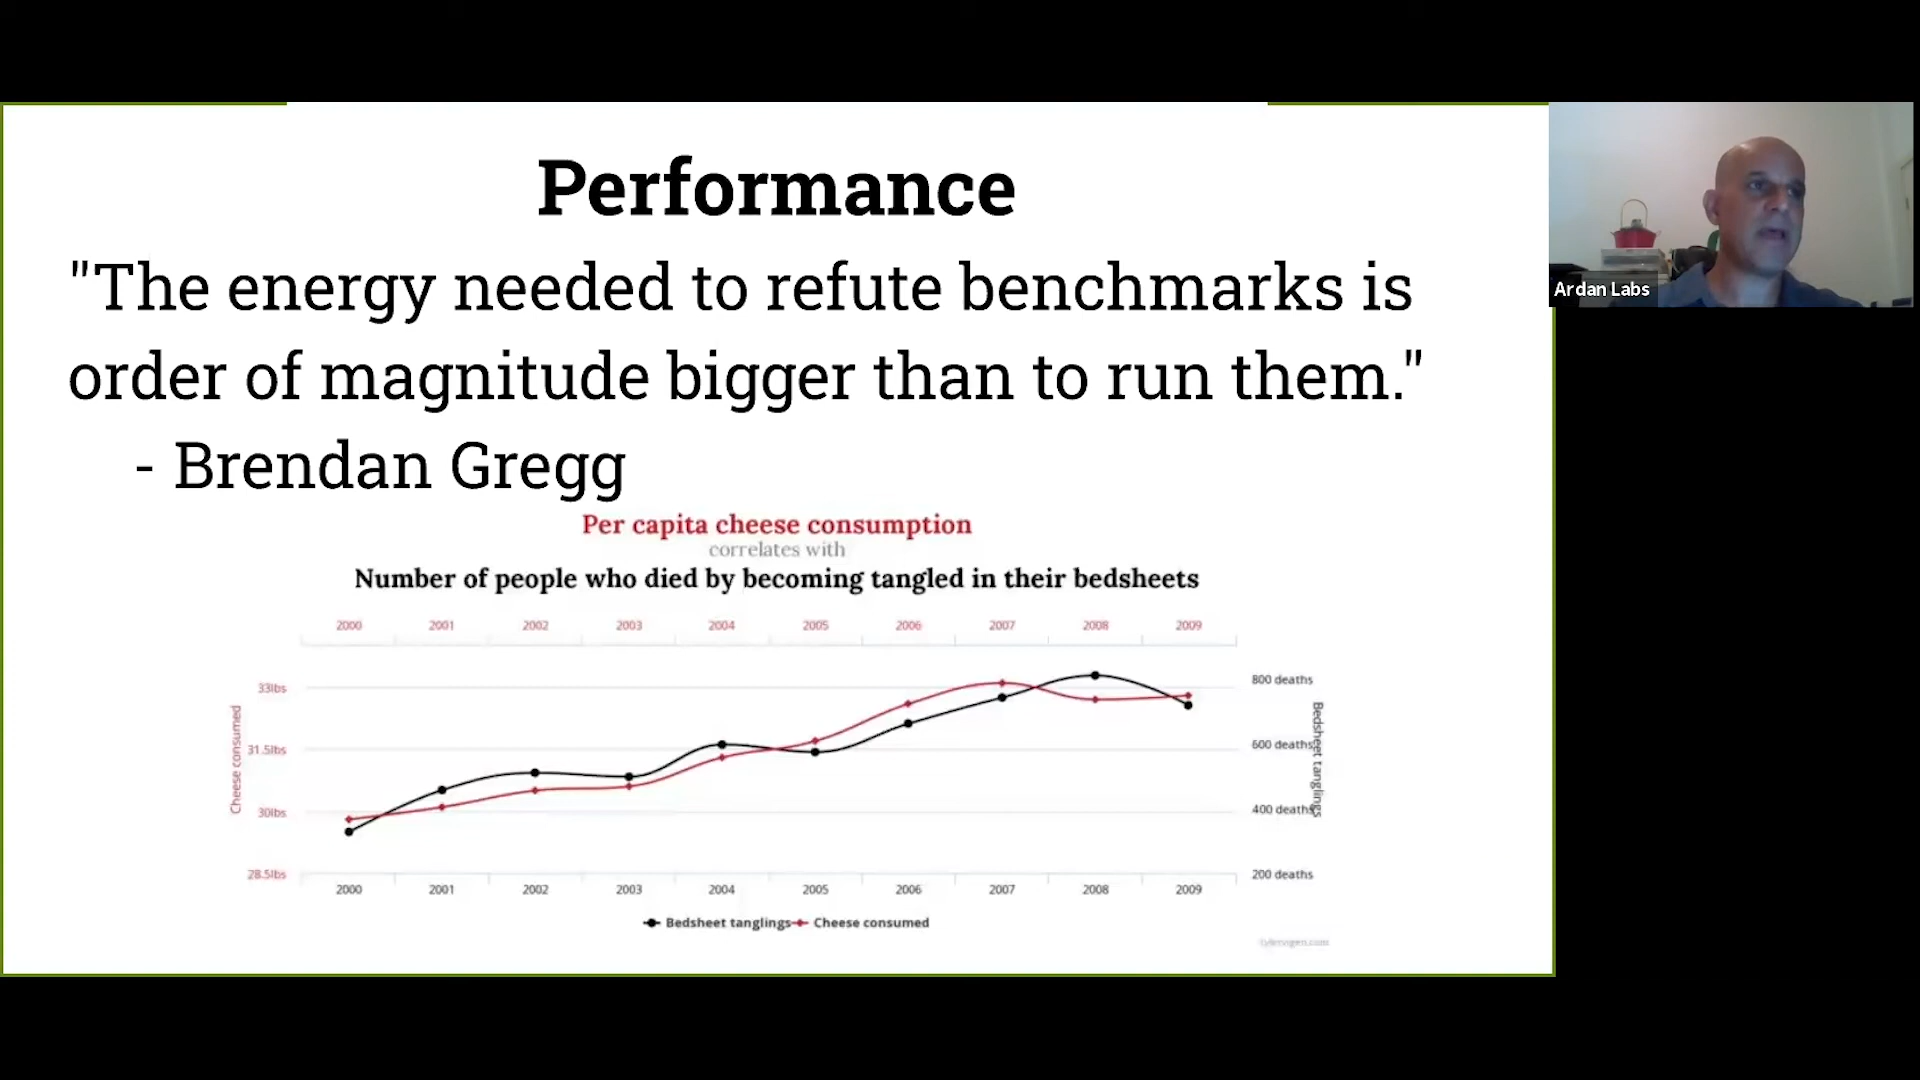 Performance
"The energy needed to refute benchmarks is
order of magnitude bigger than to run them."
- Brendan Gregg
Ardan Labs
Per capita cheese consumption
correlates with
Number of people who died by becoming tangled in their bedsheets
2000 2001 2002 2003 2004 2005 2006 2007 2008 2009
33lbs
31.5lbs
30lbs
28.5lbs
Cheese consumed
800 deaths
600 deaths
400 deaths
200 deaths
Bedsheet tanglings
2000 2001 2002 2003 2004 2005 2006 2007 2008 2009
Bedsheet tanglings Cheese consumed
tylervigen.com